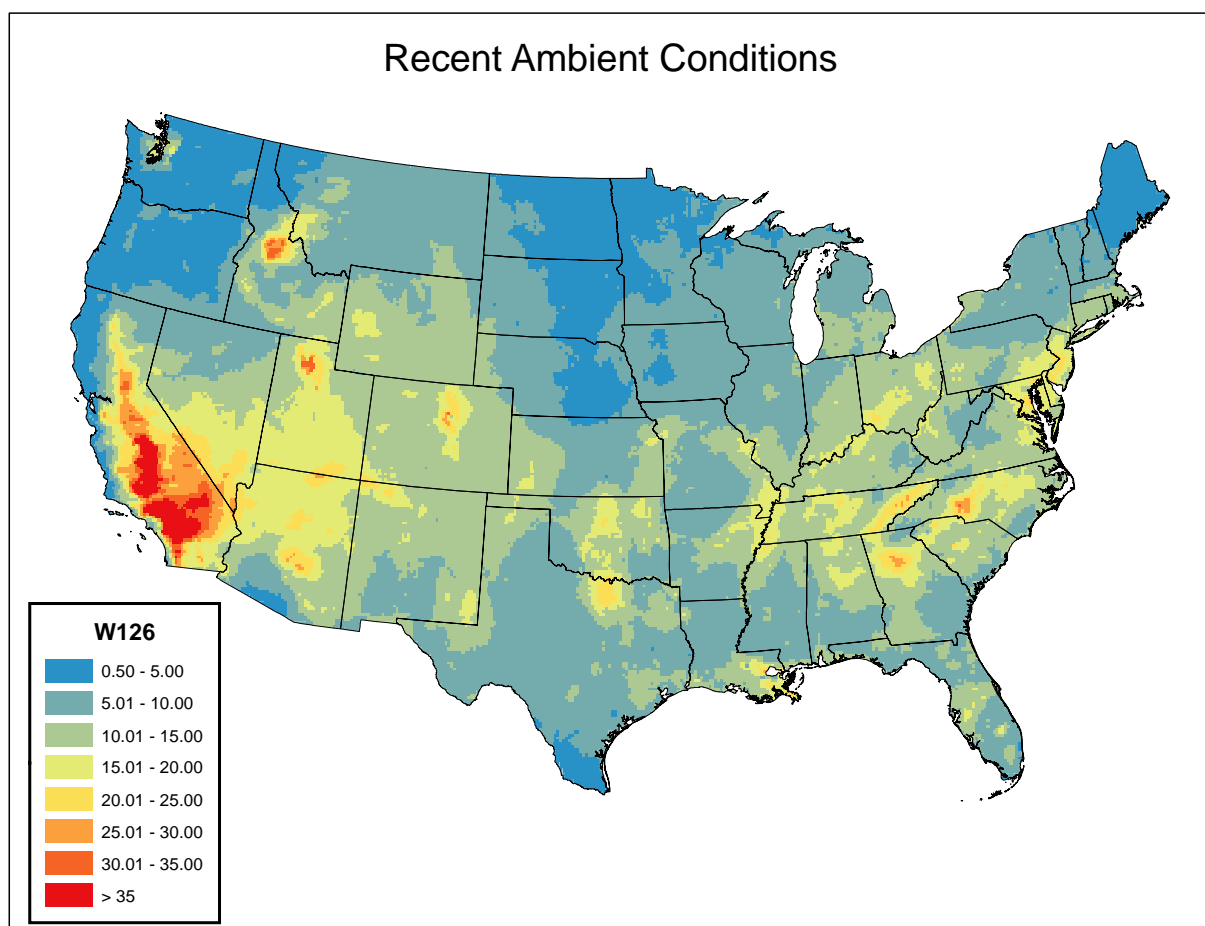 Recent Ambient Conditions
W126
0.50 - 5.00
5.01 - 10.00
10.01 - 15.00
15.01 - 20.00
20.01 - 25.00
25.01 - 30.00
30.01 - 35.00
> 35